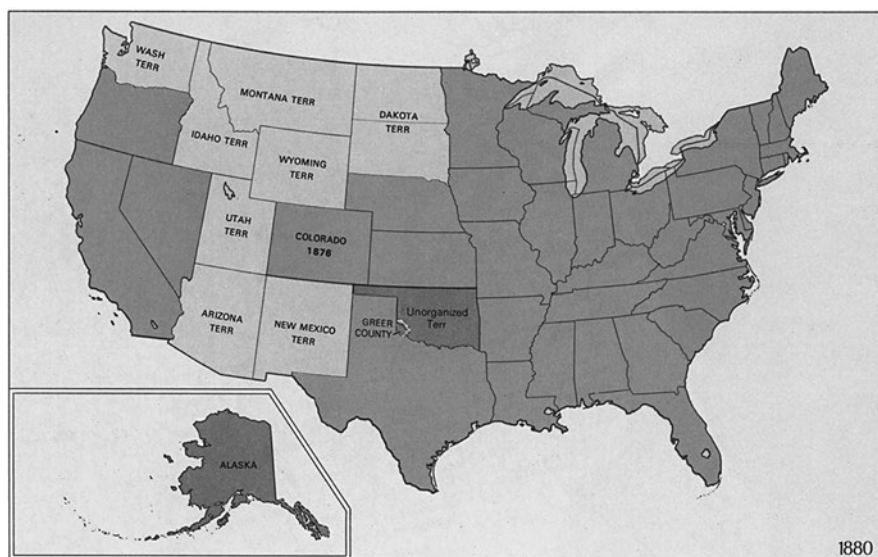 WASH
TERR
MONTANA TERR
DAKOTA
TERR
IDAHO TERR
WYOMING
TERR
UTAH
TERR
COLORADO
1876
ARIZONA
TERR
NEW MEXICO
TERR
GREER
COUNTY
Unorganized
Terr
ALASKA
1880